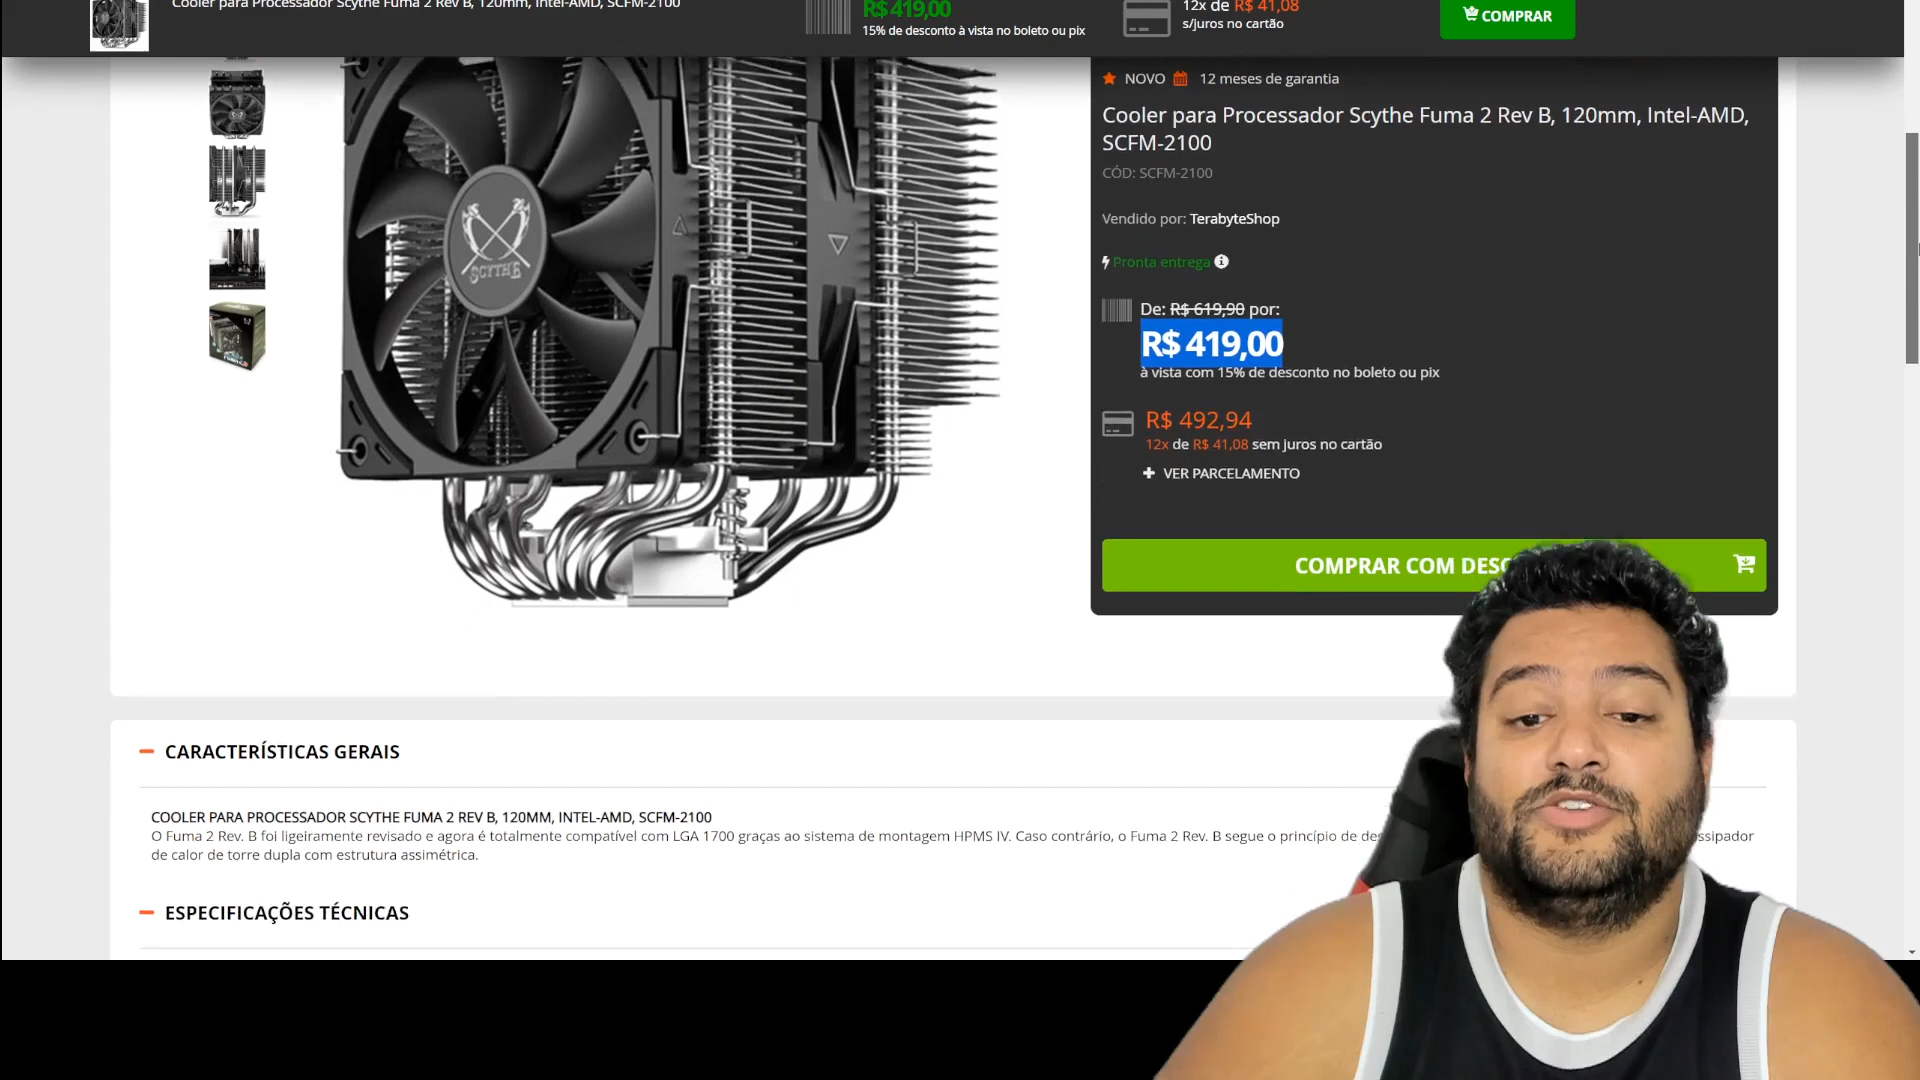 Cooler para Processador Scythe Fuma 2 Rev B, 120mm, Intel-AMD, SCFM-2100
R$ 419,00
15% de desconto à vista no boleto ou pix
12x de R$ 41,08
s/juros no cartão
COMPRAR
NOVO 12 meses de garantia
Cooler para Processador Scythe Fuma 2 Rev B, 120mm, Intel-AMD,
SCFM-2100
CÓD: SCFM-2100
Vendido por: TerabyteShop
Pronta entrega
De: R$ 619,90 por:
R$ 419,00
à vista com 15% de desconto no boleto ou pix
R$ 492,94
12x de R$ 41,08 sem juros no cartão
+ VER PARCELAMENTO
COMPRAR COM
SCYTHE
CARACTERÍSTICAS GERAIS
COOLER PARA PROCESSADOR SCYTHE FUMA 2 REV B, 120MM, INTEL-AMD, SCFM-2100
O Fuma 2 Rev. B foi ligeiramente revisado e agora é totalmente compatível com LGA 1700 graças ao sistema de montagem HPMS IV. Caso contrário, o Fuma 2 Rev. B segue o princípio de
de calor de torre dupla com estrutura assimétrica.
ESPECIFICAÇÕES TÉCNICAS